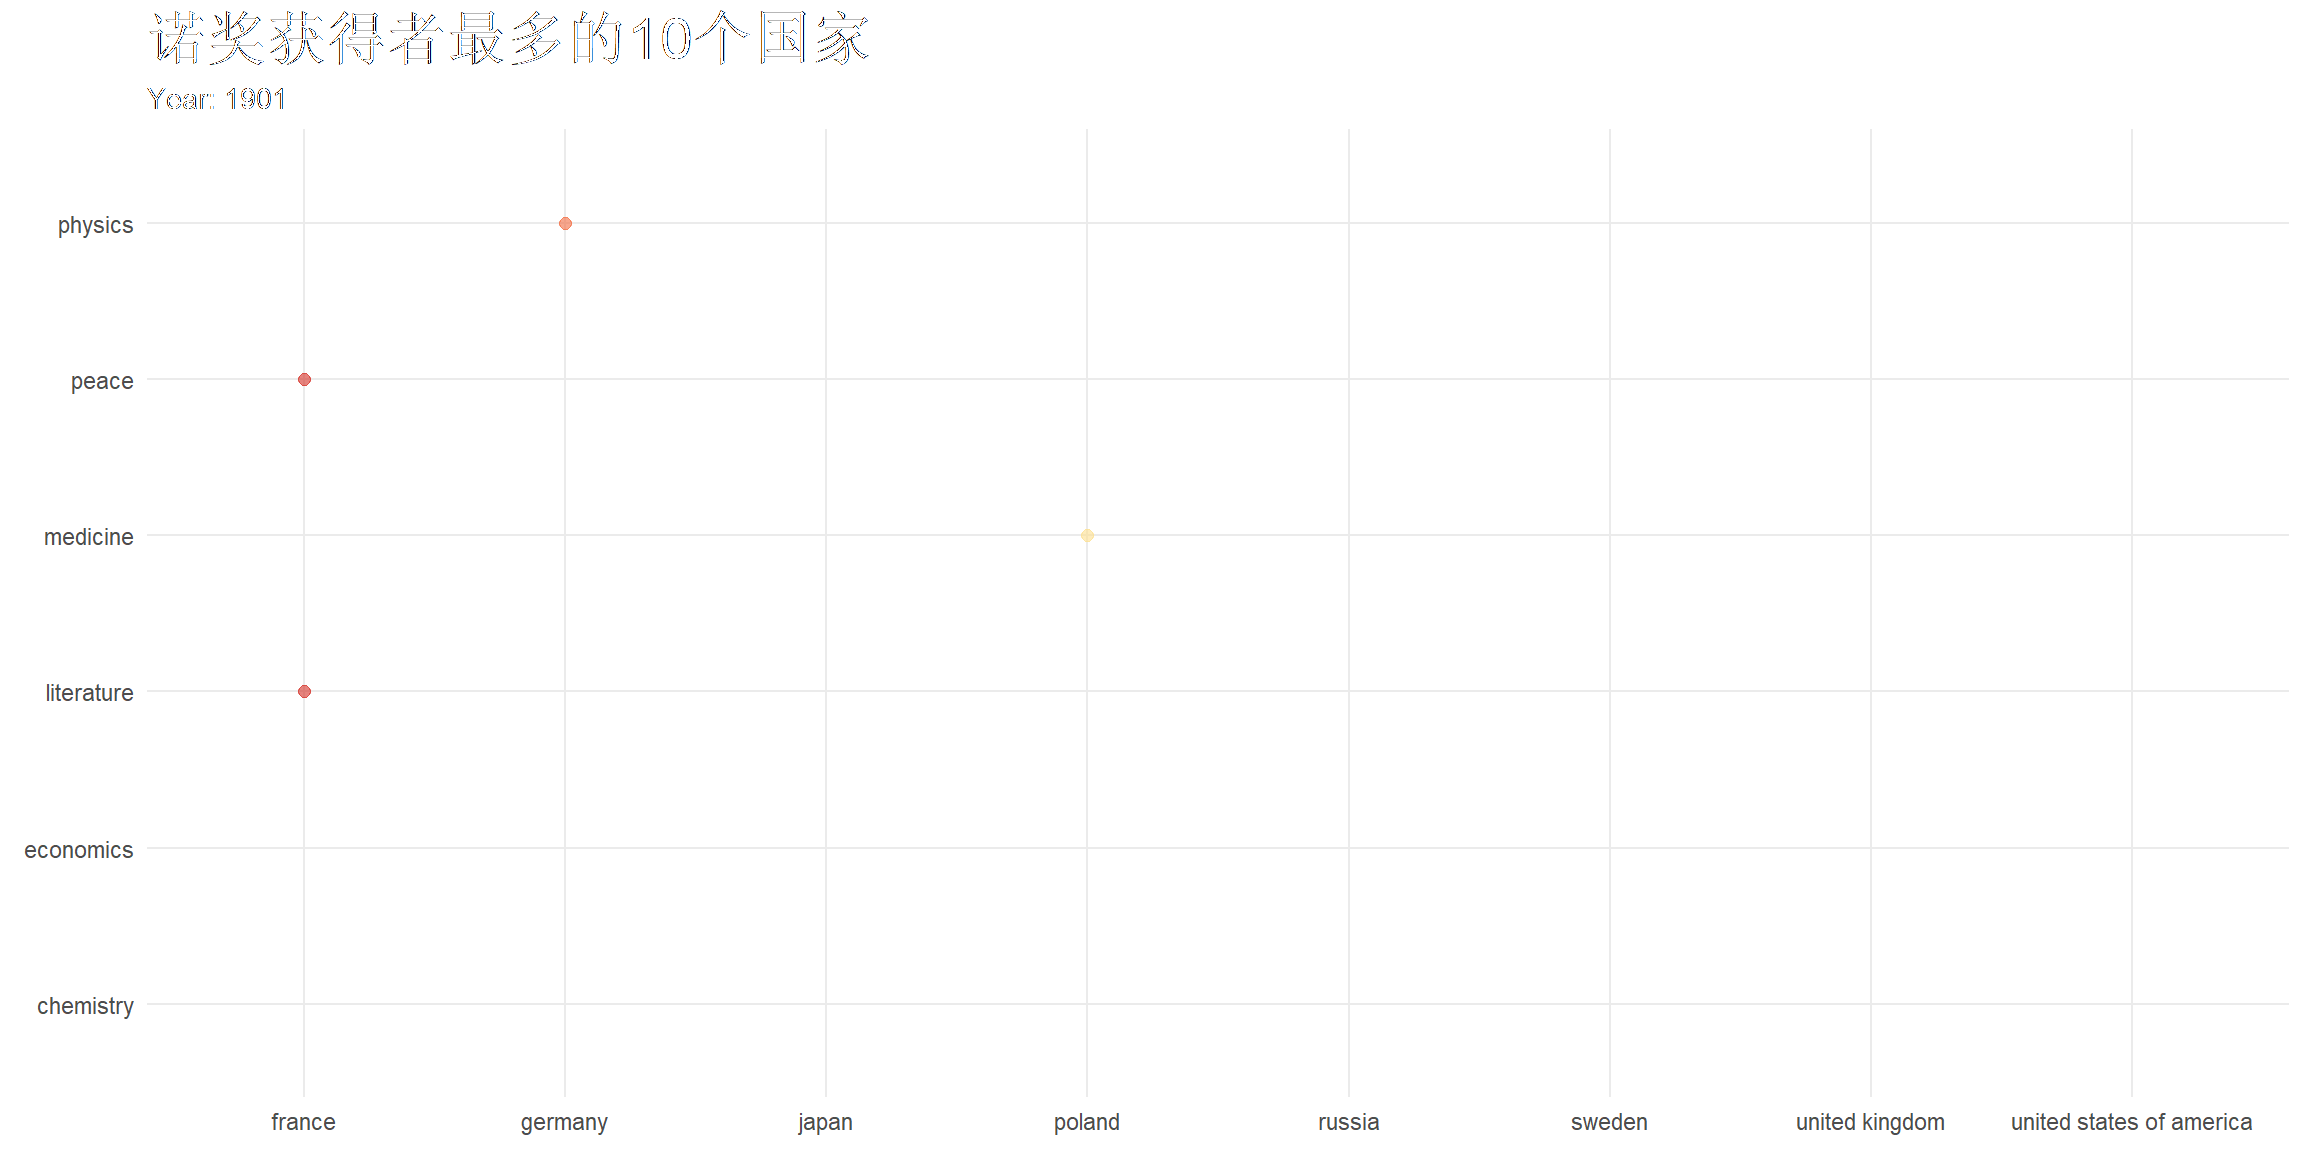 诺奖获得者最多的10个国家
Year: 1901
physics
peace
medicine
literature
economics
chemistry
france germany japan poland russia sweden united kingdom united states of america